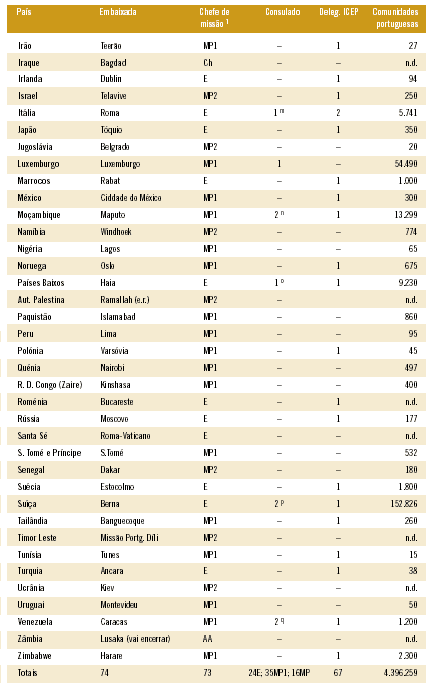 País Embaixada Chefe de missão 1 Consulado Deleg. ICEP Comunidades portuguesas
Irão Teerão MP1 – 1 27
Iraque Bagdad Ch – – n.d.
Irlanda Dublin E – 1 94
Israel Telavive MP2 – 1 250
Itália Roma E 1 m 2 5.741
Japão Tóquio E – 1 350
Jugoslávia Belgrado MP2 – – 20
Luxemburgo Luxemburgo MP1 1 – 54.490
Marrocos Rabat E – 1 1.000
México Ciddade do México MP1 – 1 300
Moçambique Maputo MP1 2 n 1 13.299
Namíbia Windhoek MP2 – – 774
Nigéria Lagos MP1 – – 65
Noruega Oslo MP1 – 1 675
Países Baixos Haia E 1 o 1 9.230
Aut. Palestina Ramallah (e.r.) MP2 – – n.d.
Paquistão Islamabad MP1 – – 860
Peru Lima MP1 – – 95
Polónia Varsóvia MP1 – 1 45
Quénia Nairobi MP1 – – 497
R. D. Congo (Zaire) Kinshasa MP1 – – 400
Roménia Bucareste E – 1 n.d.
Rússia Moscovo E – 1 177
Santa Sé Roma-Vaticano E – – n.d.
S. Tomé e Príncipe S.Tomé MP1 – – 532
Senegal Dakar MP2 – – 180
Suécia Estocolmo E – 1 1.800
Suiça Berna E 2 p 1 152.826
Tailândia Banguecoque MP1 – 1 260
Timor Leste Missão Portg. Díli MP2 – – n.d.
Tunísia Tunes MP1 – 1 15
Turquia Ancara E – 1 38
Ucrânia Kiev MP2 – – n.d.
Uruguai Montevideu MP1 – – 50
Venezuela Caracas MP1 2 q 1 1.200
Zâmbia Lusaka (vai encerrar) AA – – n.d.
Zimbabwe Harare MP1 – 1 2.300
Totais 74 73 24E; 35MP1; 16MP 67 4.396.259